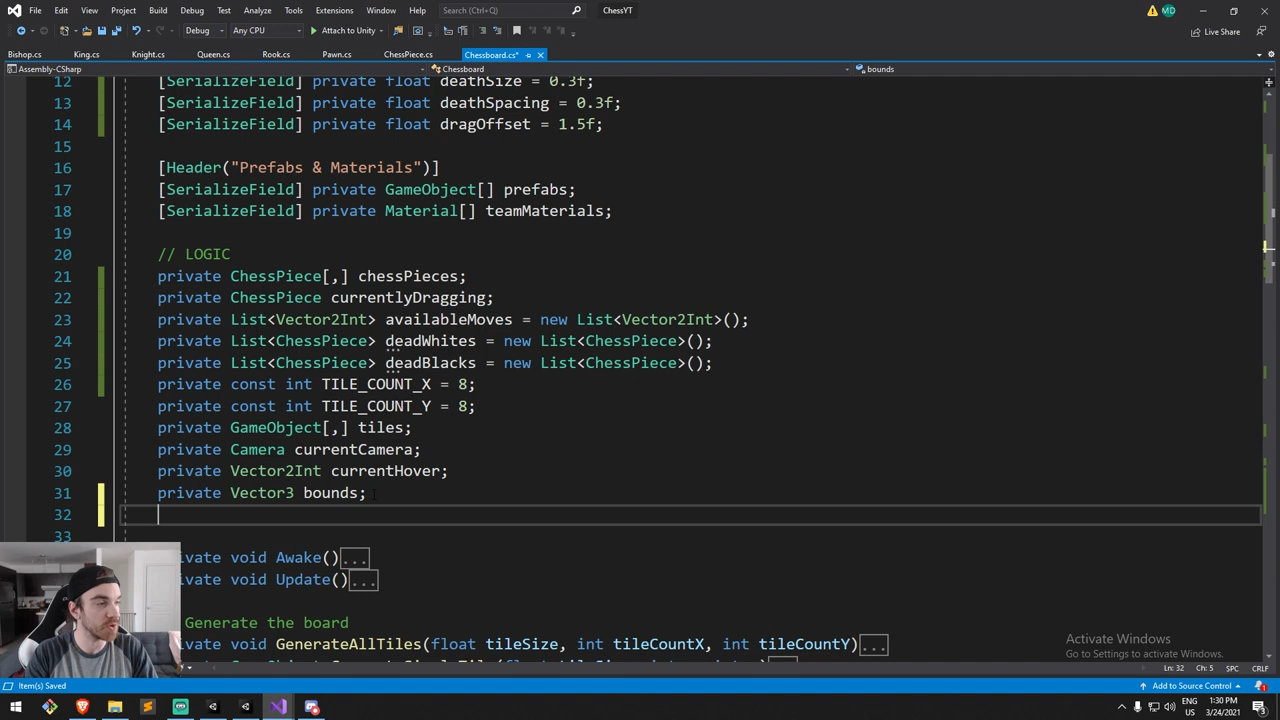 File Edit View Git Project Build Debug Test Analyze Tools Extensions Window Help Search (Ctrl+Q) ChessYT MD
Debug Any CPU Attach to Unity Live Share
Bishop.cs King.cs Knight.cs Queen.cs Rook.cs Pawn.cs ChessPiece.cs Chessboard.cs*
Assembly-CSharp Chessboard bounds
12 [SerializeField] private float deathSize = 0.3f;
13 [SerializeField] private float deathSpacing = 0.3f;
14 [SerializeField] private float dragOffset = 1.5f;
15
16 [Header("Prefabs & Materials")]
17 [SerializeField] private GameObject[] prefabs;
18 [SerializeField] private Material[] teamMaterials;
19
20 // LOGIC
21 private ChessPiece[,] chessPieces;
22 private ChessPiece currentlyDragging;
23 private List<Vector2Int> availableMoves = new List<Vector2Int>();
24 private List<ChessPiece> deadWhites = new List<ChessPiece>();
25 private List<ChessPiece> deadBlacks = new List<ChessPiece>();
26 private const int TILE_COUNT_X = 8;
27 private const int TILE_COUNT_Y = 8;
28 private GameObject[,] tiles;
29 private Camera currentCamera;
30 private Vector2Int currentHover;
31 private Vector3 bounds;
32
33
ivate void Awake()...
ivate void Update()...
Generate the board
ivate void GenerateAllTiles(float tileSize, int tileCountX, int tileCountY)...
Activate Windows
Go to Settings to activate Windows.
Ln: 32 Ch: 5 SPC CRLF
Item(s) Saved Add to Source Control 1
ENG 1:30 PM
US 3/24/2021 3